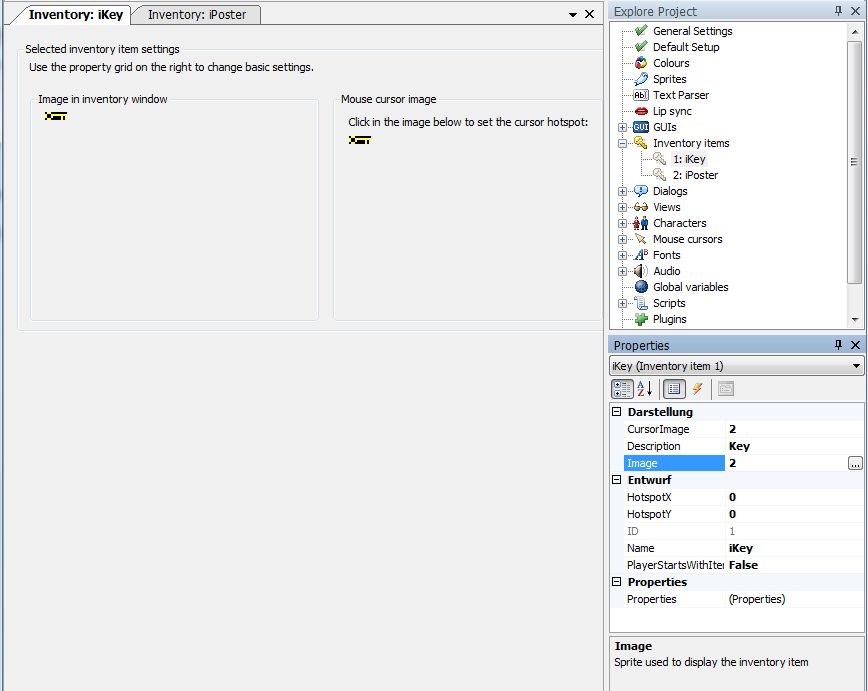 Inventory: iKey
Inventory: iPoster
Selected inventory item settings
Use the property grid on the right to change basic settings.
Image in inventory window
Mouse cursor image
Click in the image below to set the cursor hotspot:
Explore Project
General Settings
Default Setup
Colours
Sprites
Ab
Text Parser
Lip sync
GUI
GUIs
Inventory items
1: iKey
2: iPoster
Dialogs
Views
Characters
Mouse cursors
Fonts
Audio
Global variables
Scripts
Plugins
Properties
iKey (Inventory item 1)
Darstellung
CursorImage 2
Description Key
Image 2 ...
Entwurf
HotspotX 0
HotspotY 0
ID 1
Name iKey
PlayerStartsWithIter False
Properties
Properties (Properties)
Image
Sprite used to display the inventory item